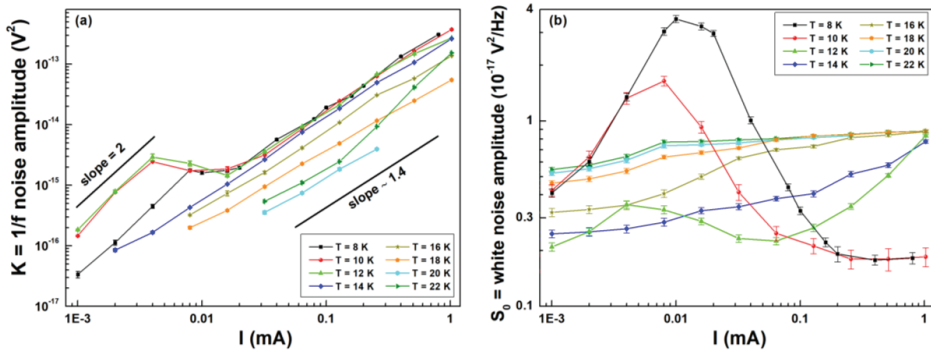 (a)
K = 1/f noise amplitude (V²)
10⁻¹³
10⁻¹⁴
10⁻¹⁵
10⁻¹⁶
10⁻¹⁷
slope = 2
slope ~ 1.4
T = 8 K
T = 10 K
T = 12 K
T = 14 K
T = 16 K
T = 18 K
T = 20 K
T = 22 K
1E-3
0.01
0.1
1
I (mA)
(b)
S₀ = white noise amplitude (10⁻¹⁷ V²/Hz)
4
1
0.3
0.1
T = 8 K
T = 10 K
T = 12 K
T = 14 K
T = 16 K
T = 18 K
T = 20 K
T = 22 K
1E-3
0.01
0.1
1
I (mA)